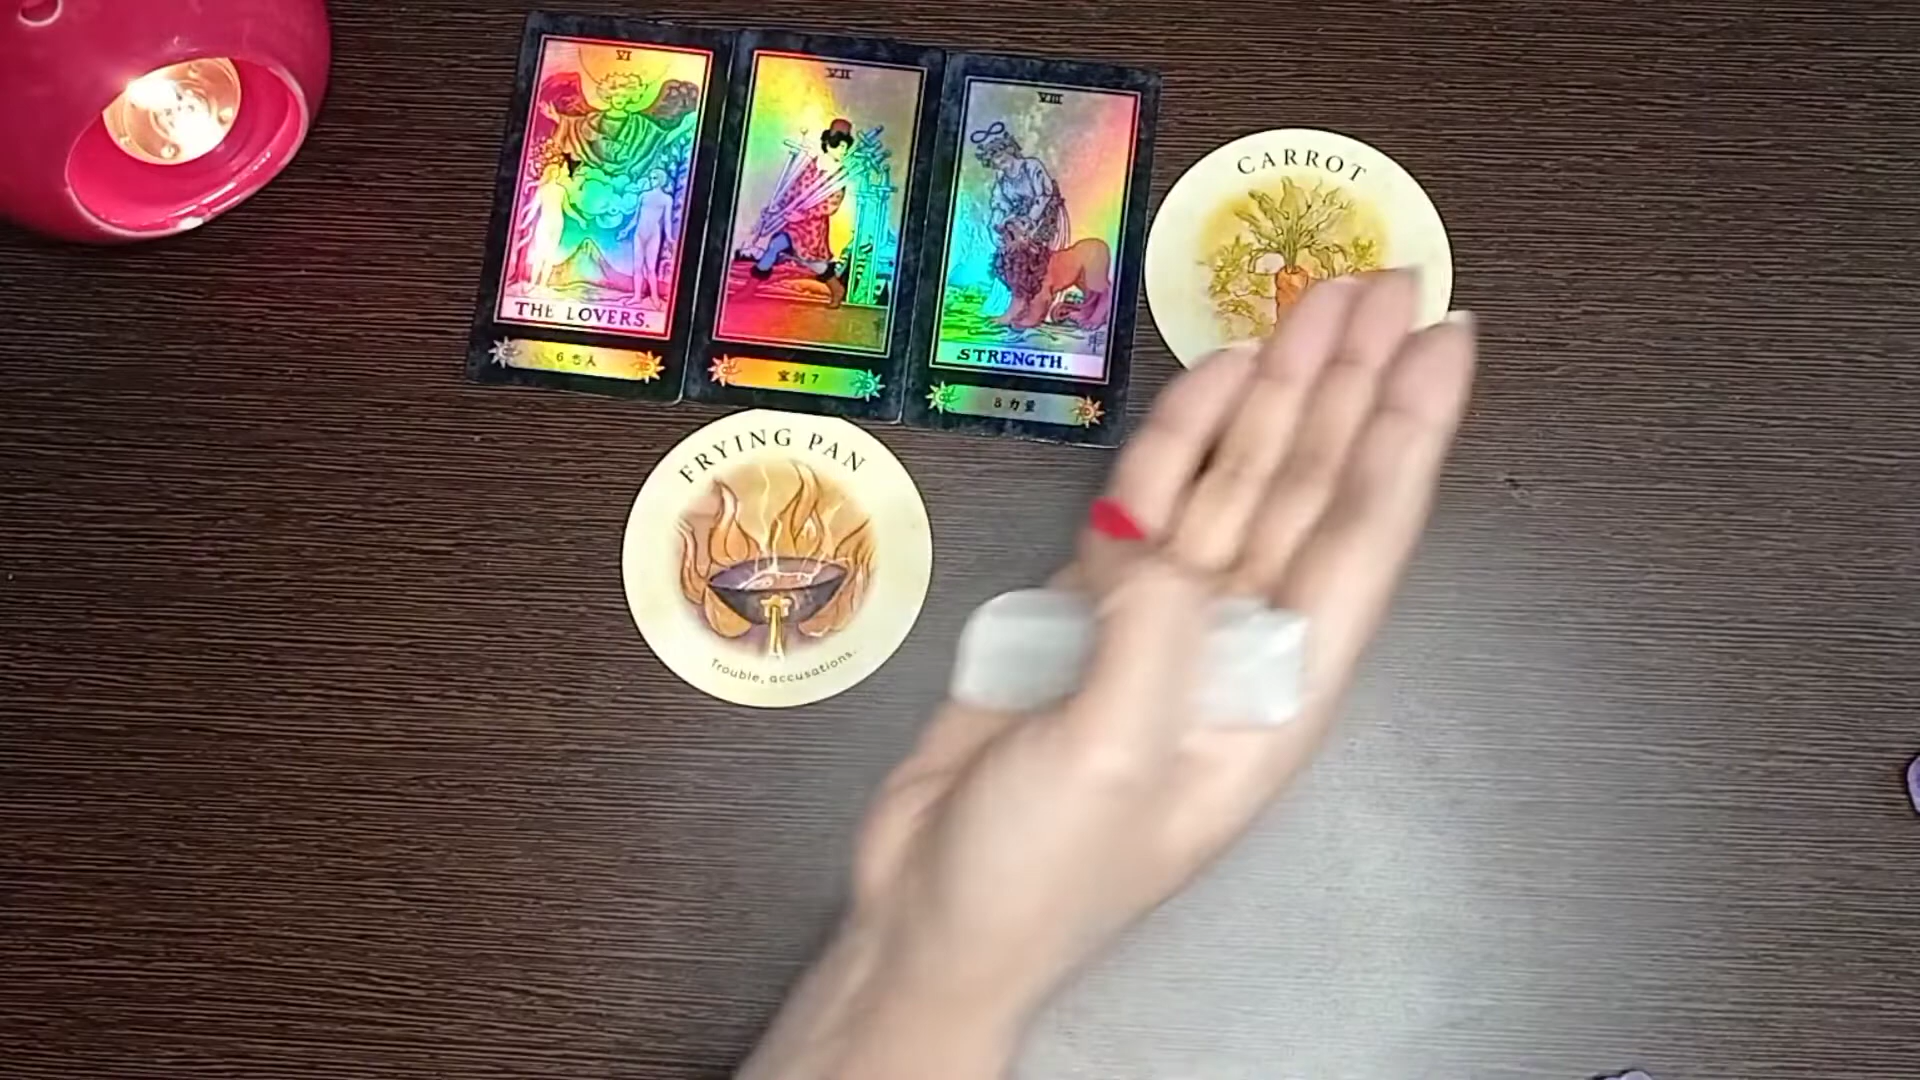 VI
THE LOVERS.
6 恋人
VII
宝剑 7
VIII
STRENGTH.
8 力量
CARROT
FRYING PAN
Trouble, accusations.